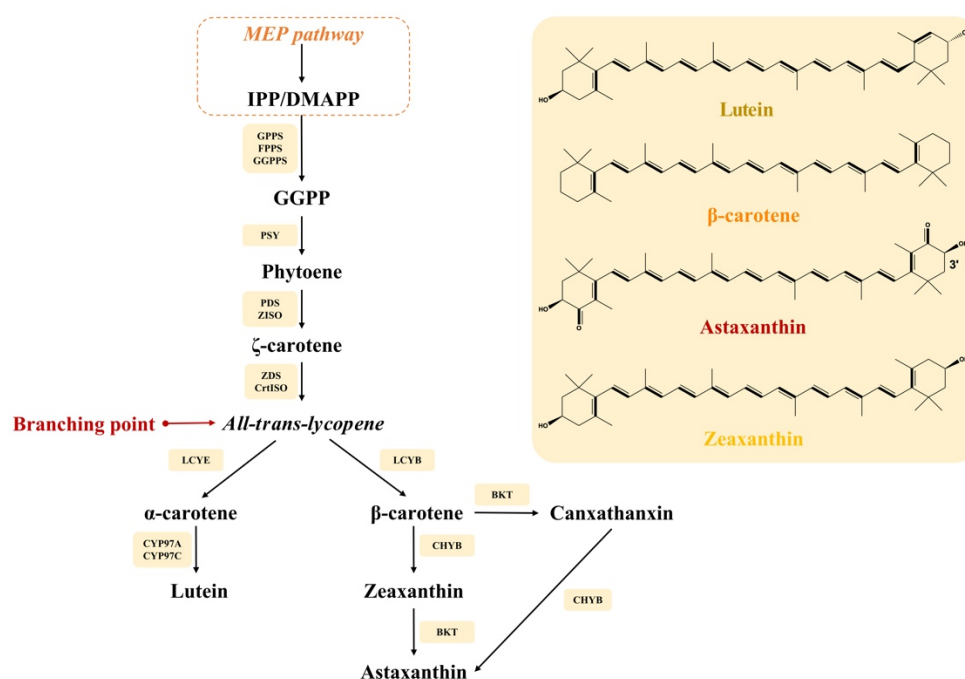 MEP pathway
IPP/DMAPP
GPPS
FPPS
GGPPS
GGPP
PSY
Phytoene
PDS
ZISO
ζ-carotene
ZDS
CrtISO
Branching point
All-trans-lycopene
LCYE
LCYB
α-carotene
β-carotene
BKT
Canxathanxin
CYP97A
CYP97C
CHYB
Lutein
Zeaxanthin
CHYB
BKT
Astaxanthin
HO
Lutein
β-carotene
O
3'
HO
O
Astaxanthin
HO
Zeaxanthin